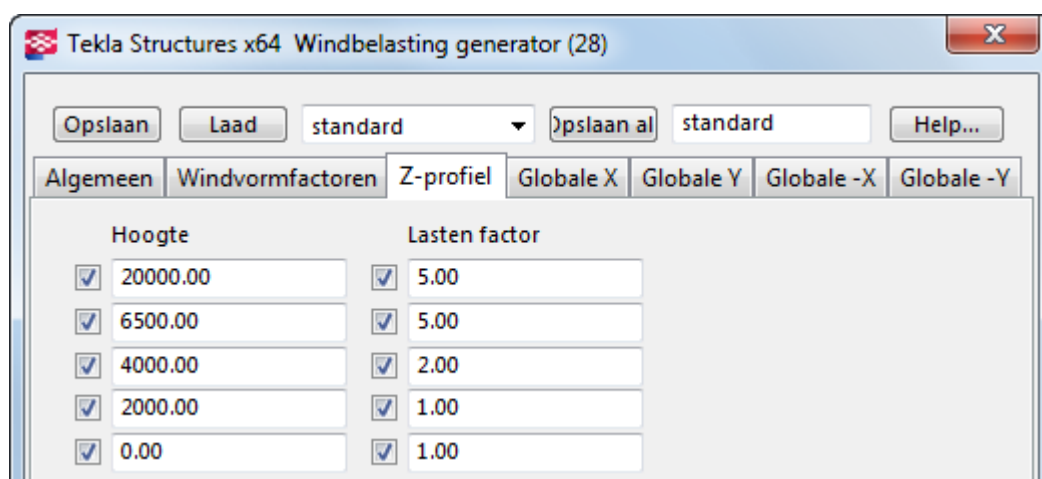 Tekla Structures x64 Windbelasting generator (28)
Opslaan Laad standard Opslaan al standard Help...
Algemeen Windvormfactoren Z-profiel Globale X Globale Y Globale -X Globale -Y
Hoogte Lasten factor
20000.00 5.00
6500.00 5.00
4000.00 2.00
2000.00 1.00
0.00 1.00